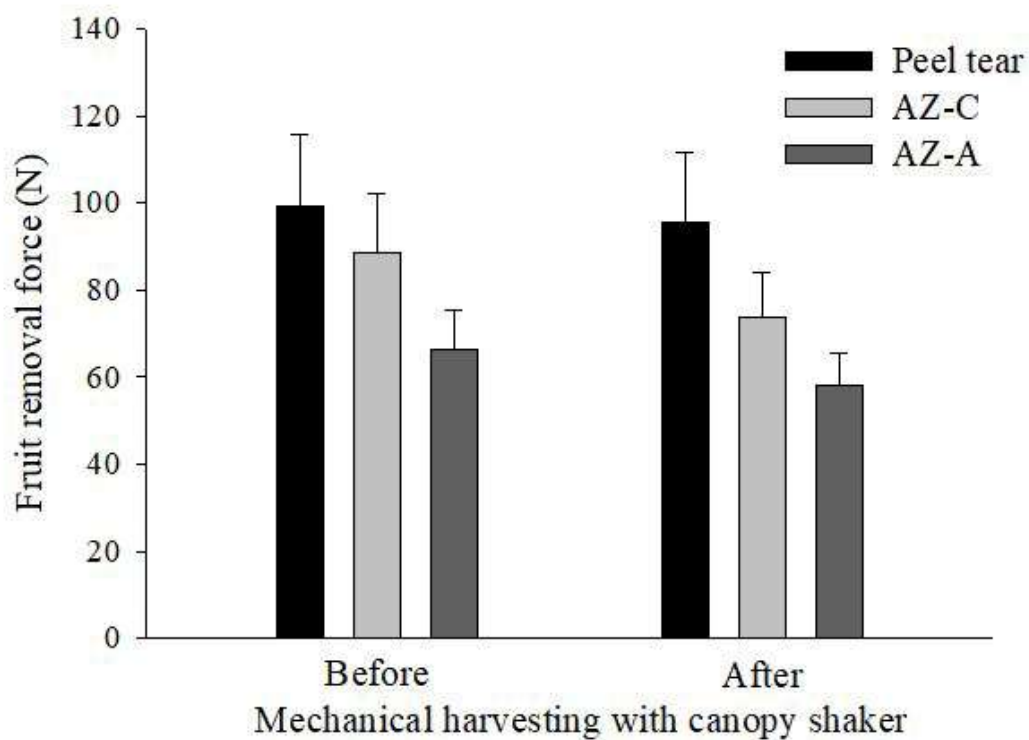 140
120
100
80
60
40
20
0
Fruit removal force (N)
Peel tear
AZ-C
AZ-A
Before After
Mechanical harvesting with canopy shaker